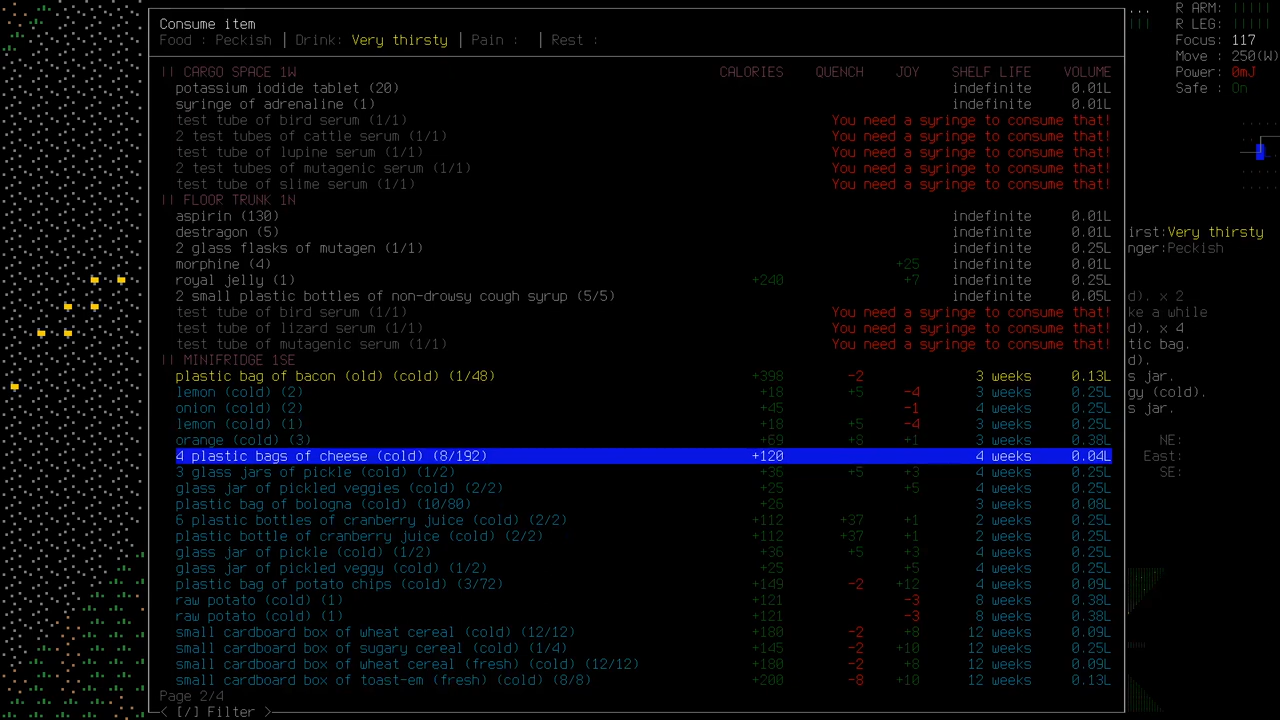 Consume item
Food : Peckish | Drink: Very thirsty | Pain : | Rest :
CARGO SPACE 1W CALORIES QUENCH JOY SHELF LIFE VOLUME
potassium iodide tablet (20) indefinite 0.01L
syringe of adrenaline (1) indefinite 0.01L
test tube of bird serum (1/1) You need a syringe to consume that!
2 test tubes of cattle serum (1/1) You need a syringe to consume that!
test tube of lupine serum (1/1) You need a syringe to consume that!
2 test tubes of mutagenic serum (1/1) You need a syringe to consume that!
test tube of slime serum (1/1) You need a syringe to consume that!
FLOOR TRUNK 1N
aspirin (130) indefinite 0.01L
destragon (5) indefinite 0.01L
2 glass flasks of mutagen (1/1) indefinite 0.25L
morphine (4) +25 indefinite 0.01L
royal jelly (1) +240 +7 indefinite 0.25L
2 small plastic bottles of non-drowsy cough syrup (5/5) indefinite 0.05L
test tube of bird serum (1/1) You need a syringe to consume that!
test tube of lizard serum (1/1) You need a syringe to consume that!
test tube of mutagenic serum (1/1) You need a syringe to consume that!
MINIFRIDGE 1SE
plastic bag of bacon (old) (cold) (1/48) +398 -2 3 weeks 0.13L
lemon (cold) (2) +18 +5 -4 3 weeks 0.25L
onion (cold) (2) +45 -1 4 weeks 0.25L
lemon (cold) (1) +18 +5 -4 3 weeks 0.25L
orange (cold) (3) +69 +8 +1 3 weeks 0.38L
4 plastic bags of cheese (cold) (8/192) +120 4 weeks 0.04L
3 glass jars of pickle (cold) (1/2) +36 +5 +3 4 weeks 0.25L
glass jar of pickled veggies (cold) (2/2) +25 +5 4 weeks 0.25L
plastic bag of bologna (cold) (10/80) +26 3 weeks 0.08L
6 plastic bottles of cranberry juice (cold) (2/2) +112 +37 +1 2 weeks 0.25L
plastic bottle of cranberry juice (cold) (2/2) +112 +37 +1 2 weeks 0.25L
glass jar of pickle (cold) (1/2) +36 +5 +3 4 weeks 0.25L
glass jar of pickled veggy (cold) (1/2) +25 +5 4 weeks 0.25L
plastic bag of potato chips (cold) (3/72) +149 -2 +12 4 weeks 0.09L
raw potato (cold) (1) +121 -3 8 weeks 0.38L
raw potato (cold) (1) +121 -3 8 weeks 0.38L
small cardboard box of wheat cereal (cold) (12/12) +180 -2 +8 12 weeks 0.09L
small cardboard box of sugary cereal (cold) (1/4) +145 -2 +10 12 weeks 0.09L
small cardboard box of wheat cereal (fresh) (cold) (12/12) +180 -2 +8 12 weeks 0.09L
small cardboard box of toast-em (fresh) (cold) (8/8) +200 -8 +10 12 weeks 0.13L
Page 2/4
< [/] Filter >
R ARM: |||||
R LEG: |||||
Focus: 117
Move : 250(W)
Power: 0mJ
Safe : On
irst:Very thirsty
nger:Peckish
d). x 2
ke a while
d). x 4
tic bag.
d).
s jar.
gy (cold).
s jar.
NE:
East:
SE: